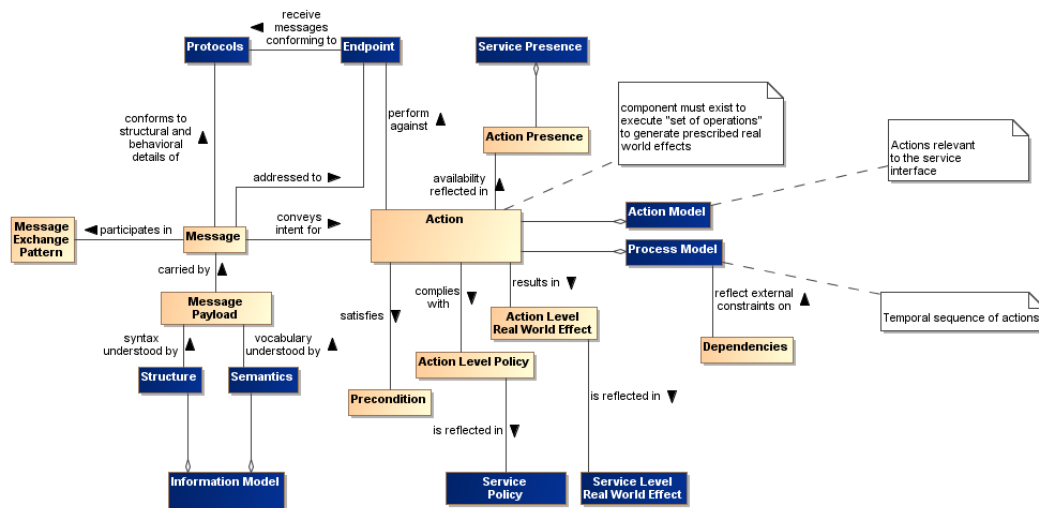 receive
messages
conforming to
Protocols
Endpoint
Service Presence
conforms to
structural and
behavioral
details of
perform
against
Action Presence
component must exist to
execute "set of operations"
to generate prescribed real
world effects
Actions relevant
to the service
interface
addressed to
availability
reflected in
Message
Exchange
Pattern
participates in
Message
conveys
intent for
Action
Action Model
Process Model
carried by
Message
Payload
satisfies
complies
with
results in
Action Level
Real World Effect
reflect external
constraints on
Temporal sequence of actions
Dependencies
syntax
understood by
vocabulary
understood by
Structure
Semantics
Action Level Policy
Precondition
is reflected in
is reflected in
Information Model
Service
Policy
Service Level
Real World Effect